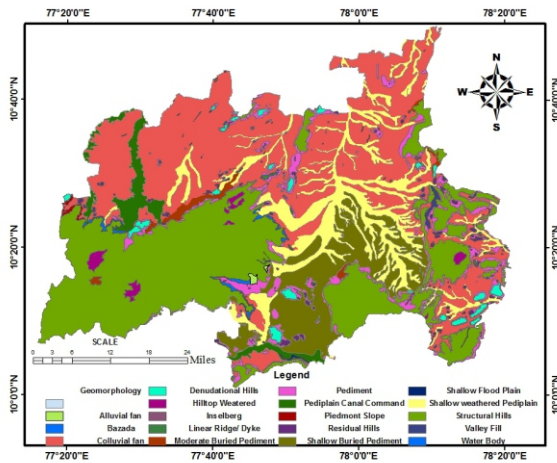 77°20'0"E 77°40'0"E 78°0'0"E 78°20'0"E
N
W E
S
10°40'0"N 10°40'0"N
10°20'0"N 10°20'0"N
10°0'0"N 10°0'0"N
SCALE
0 3 6 12 18 24
Miles
Legend
Geomorphology Denudational Hills Pediment Shallow Flood Plain
Hilltop Weathered Pediplain Canal Command Shallow weathered Pediplain
Alluvial fan Inselberg Piedmont Slope Structural Hills
Bazada Linear Ridge/ Dyke Residual Hills Valley Fill
Colluvial fan Moderate Buried Pediment Shallow Buried Pediment Water Body
77°20'0"E 77°40'0"E 78°0'0"E 78°20'0"E